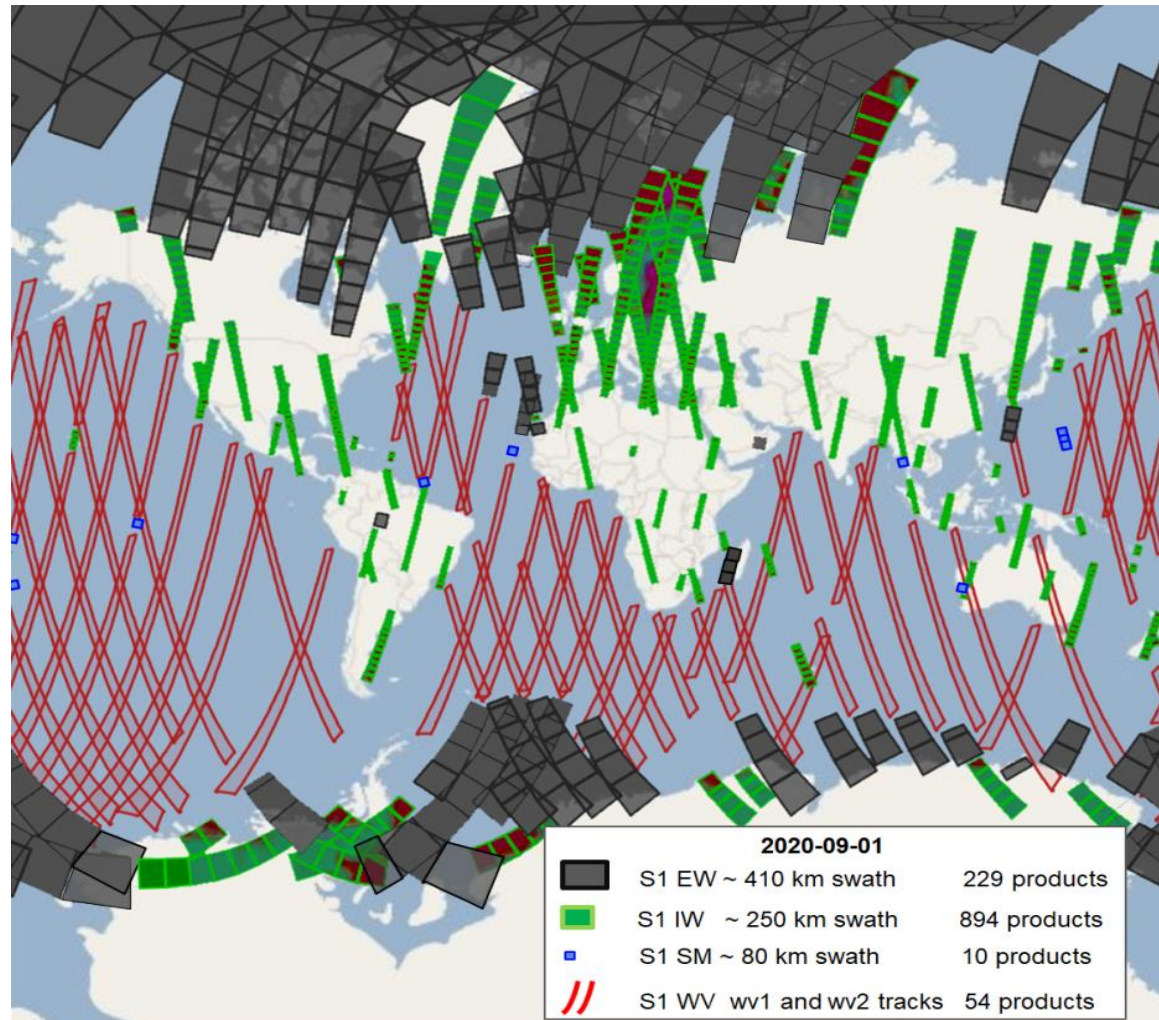 2020-09-01
S1 EW ~ 410 km swath 229 products
S1 IW ~ 250 km swath 894 products
S1 SM ~ 80 km swath 10 products
S1 WV wv1 and wv2 tracks 54 products